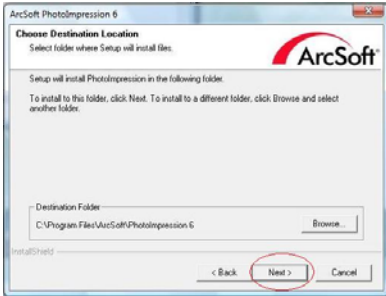 ArcSoft PhotoImpression 6
Choose Destination Location
Select folder where Setup will install files.
ArcSoft
Setup will install PhotoImpression in the following folder.
To install to this folder, click Next. To install to a different folder, click Browse and select
another folder.
Destination Folder
C:\Program Files\ArcSoft\PhotoImpression 6
Browse...
InstallShield
< Back
Next >
Cancel